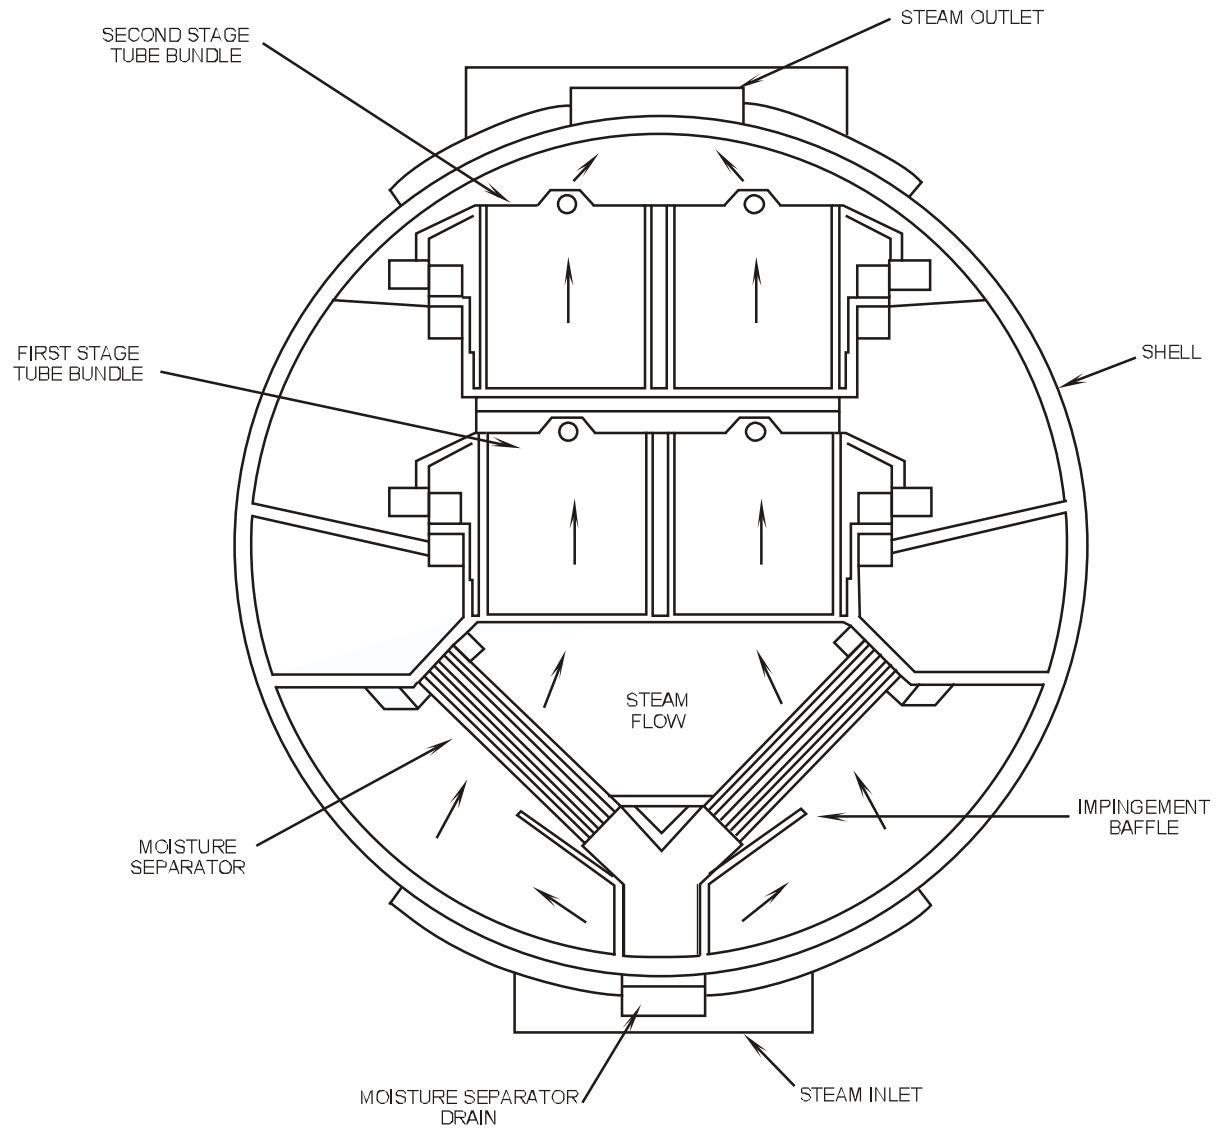 STEAM OUTLET
SECOND STAGE
TUBE BUNDLE
FIRST STAGE
TUBE BUNDLE
SHELL
STEAM
FLOW
IMPINGEMENT
BAFFLE
MOISTURE
SEPARATOR
MOISTURE SEPARATOR
DRAIN
STEAM INLET